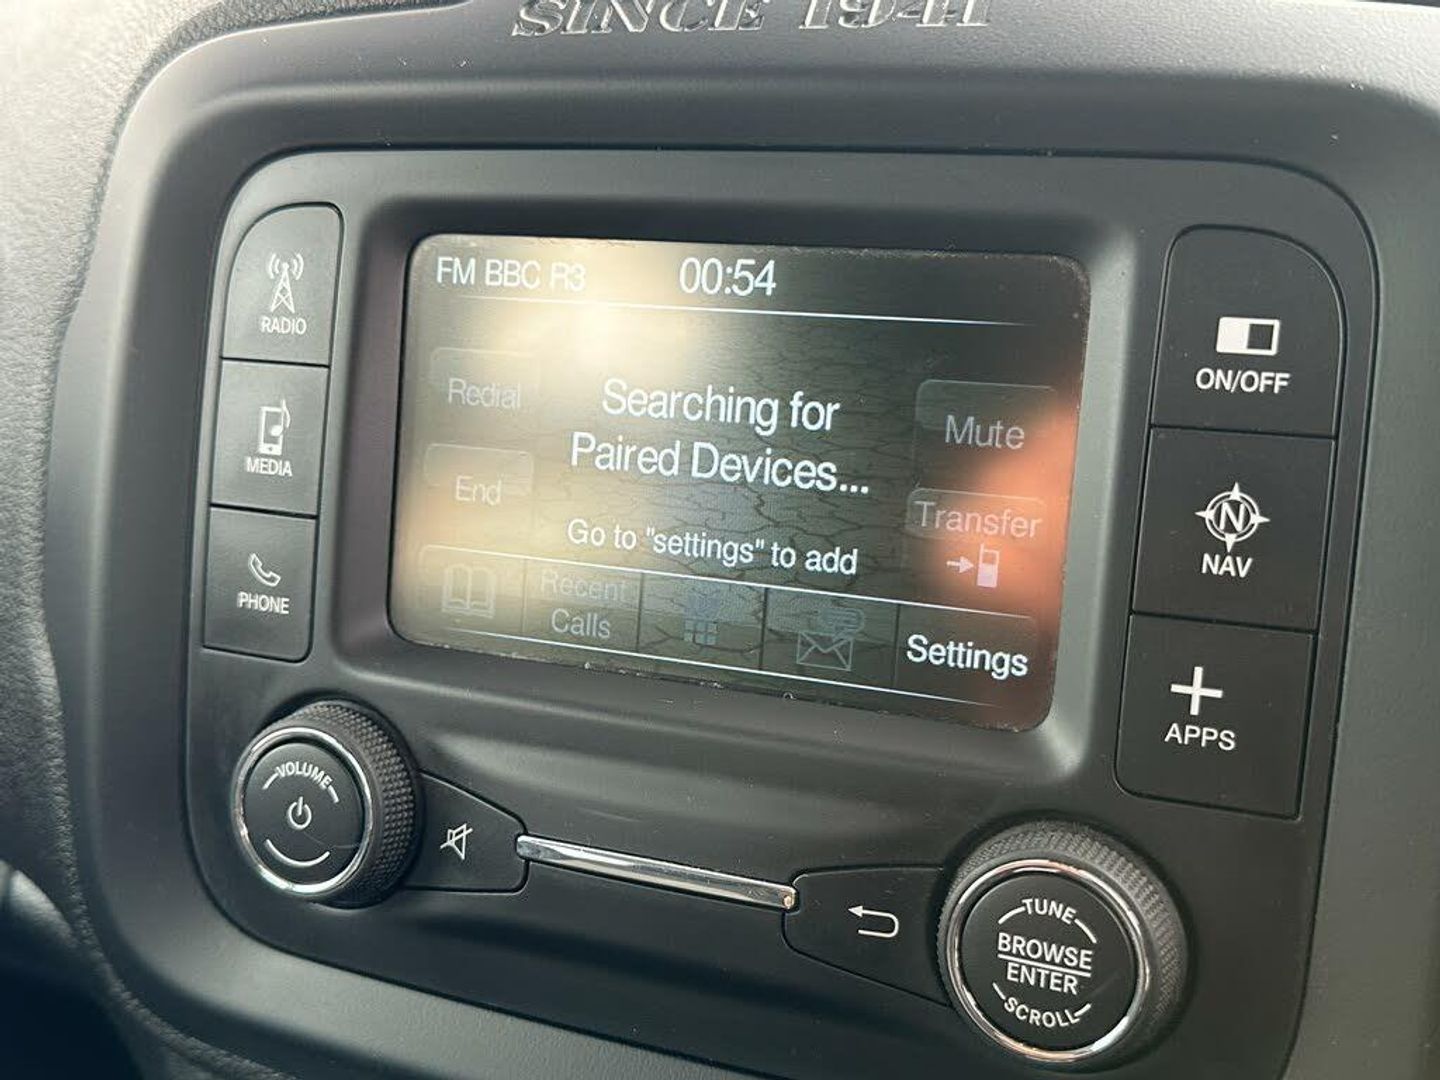 SINCE 1941
FM BBC R3
00:54
RADIO
MEDIA
PHONE
Redial
End
Searching for
Paired Devices...
Go to "settings" to add
Mute
Transfer
Recent
Calls
Settings
ON/OFF
N
NAV
APPS
VOLUME
TUNE
BROWSE
ENTER
SCROLL